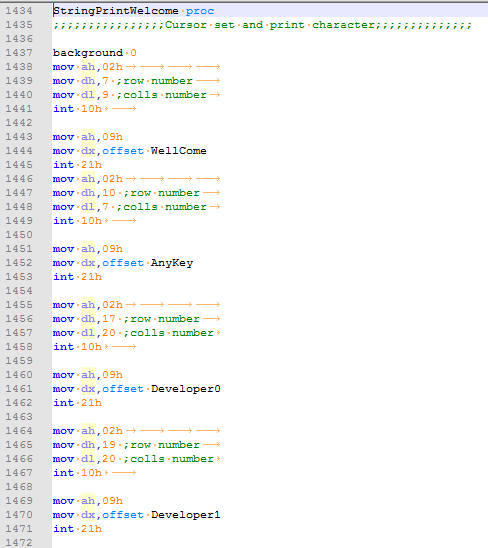 1434 StringPrintWelcome proc
1435 ;;;;;;;;;;;;;;;;Cursor set and print character;;;;;;;;;;;;;;
1436
1437 background 0
1438 mov ah,02h
1439 mov dh,7 ;row number
1440 mov dl,9 ;colls number
1441 int 10h
1442
1443 mov ah,09h
1444 mov dx,offset WellCome
1445 int 21h
1446 mov ah,02h
1447 mov dh,10 ;row number
1448 mov dl,7 ;colls number
1449 int 10h
1450
1451 mov ah,09h
1452 mov dx,offset AnyKey
1453 int 21h
1454
1455 mov ah,02h
1456 mov dh,17 ;row number
1457 mov dl,20 ;colls number
1458 int 10h
1459
1460 mov ah,09h
1461 mov dx,offset Developer0
1462 int 21h
1463
1464 mov ah,02h
1465 mov dh,19 ;row number
1466 mov dl,20 ;colls number
1467 int 10h
1468
1469 mov ah,09h
1470 mov dx,offset Developer1
1471 int 21h
1472